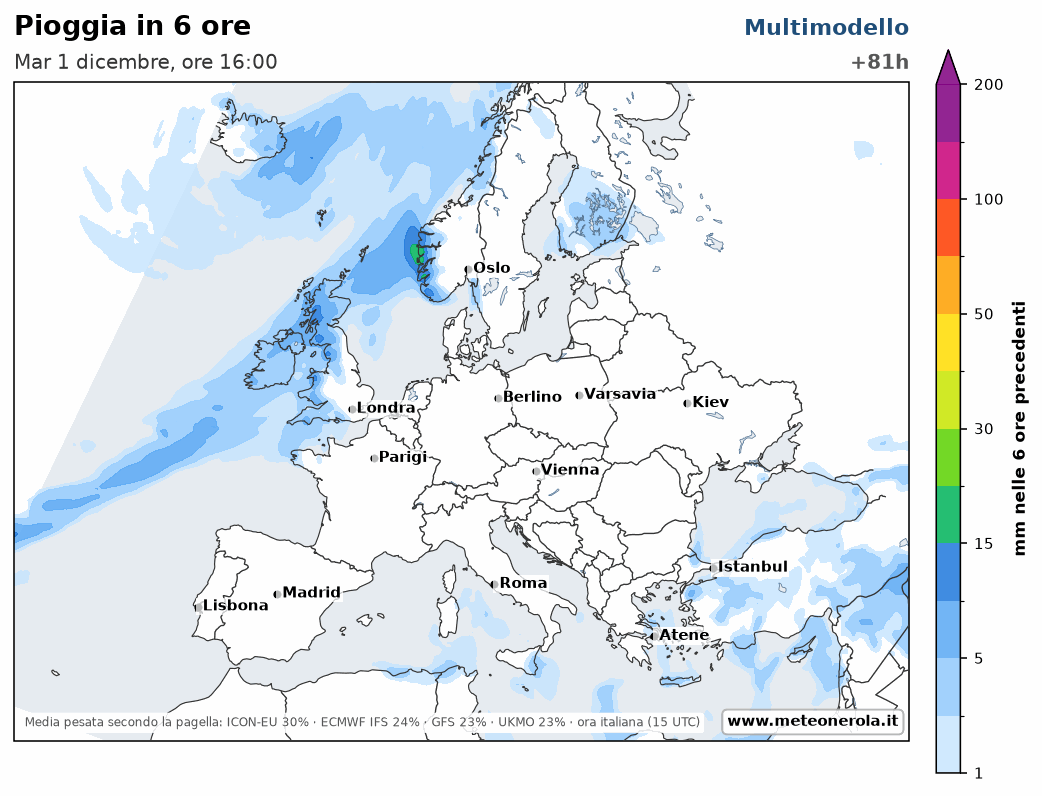 Pioggia in 6 ore
Multimodello
Mar 1 dicembre, ore 16:00
+81h
200
100
50
30
15
5
1
mm nelle 6 ore precedenti
Oslo
Berlino
Varsavia
Kiev
Londra
Parigi
Vienna
Istanbul
Roma
Madrid
Lisbona
Atene
Media pesata secondo la pagella: ICON-EU 30% · ECMWF IFS 24% · GFS 23% · UKMO 23% · ora italiana (15 UTC)
www.meteonerola.it